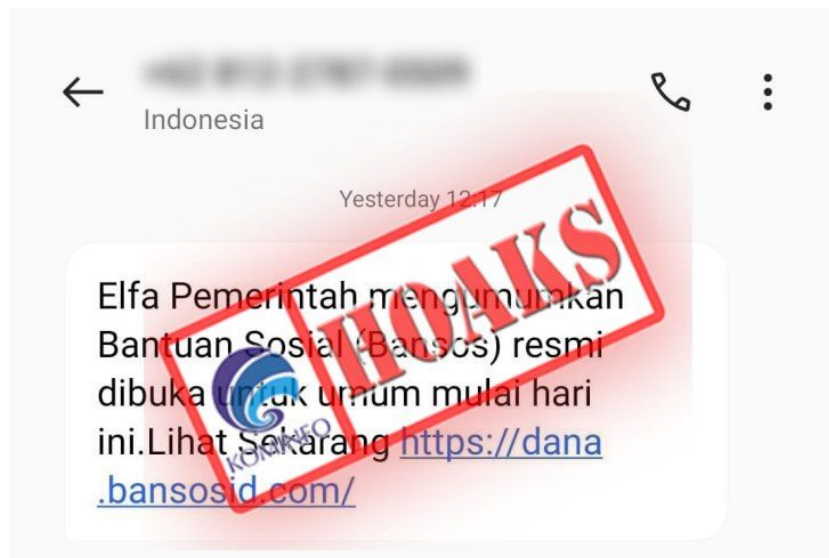 Indonesia
Yesterday 12:17
HOAKS
Elfa Pemerintah mengumumkan
Bantuan Sosial (Bansos) resmi
dibuka untuk umum mulai hari
ini.Lihat Sekarang https://dana
.bansosid.com/
KOMINFO